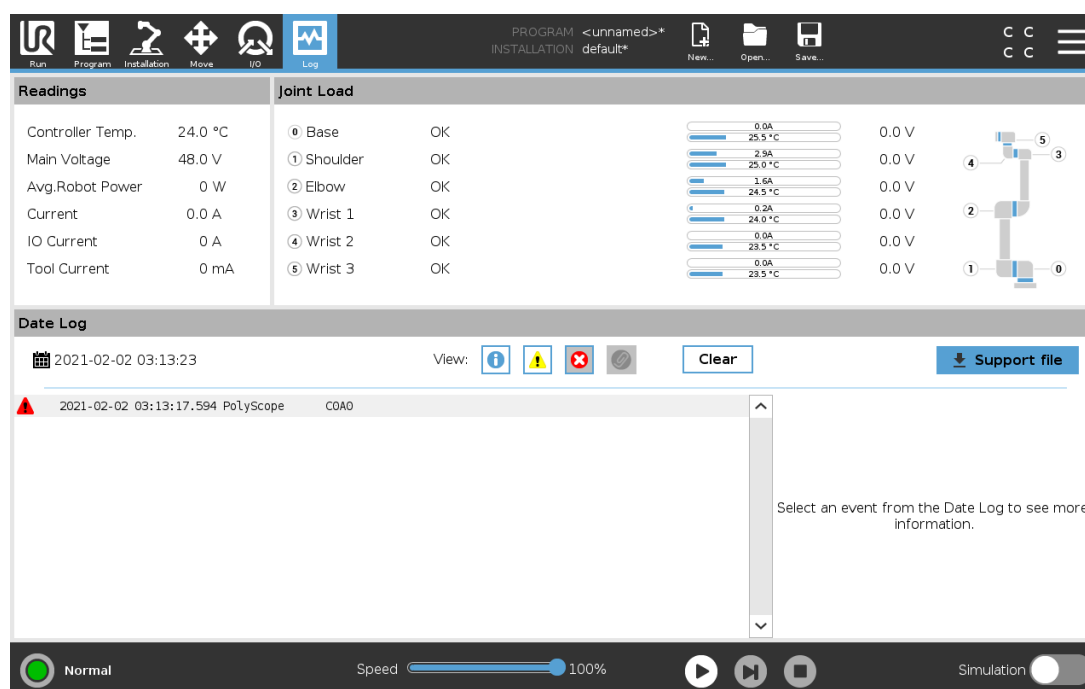 PROGRAM <unnamed>*
INSTALLATION default*
C C
C C
Run Program Installation Move I/O Log New... Open... Save...
Readings Joint Load
Controller Temp. 24.0 °C 0 Base OK 0.0A 25.5 °C 0.0 V
Main Voltage 48.0 V 1 Shoulder OK 2.9A 25.0 °C 0.0 V
Avg.Robot Power 0 W 2 Elbow OK 1.6A 24.5 °C 0.0 V
Current 0.0 A 3 Wrist 1 OK 0.2A 24.0 °C 0.0 V
IO Current 0 A 4 Wrist 2 OK 0.0A 23.5 °C 0.0 V
Tool Current 0 mA 5 Wrist 3 OK 0.0A 23.5 °C 0.0 V
5
3
4
2
1 0
Date Log
2021-02-02 03:13:23 View: Clear Support file
2021-02-02 03:13:17.594 PolyScope C0A0
Select an event from the Date Log to see more
information.
Normal Speed 100% Simulation